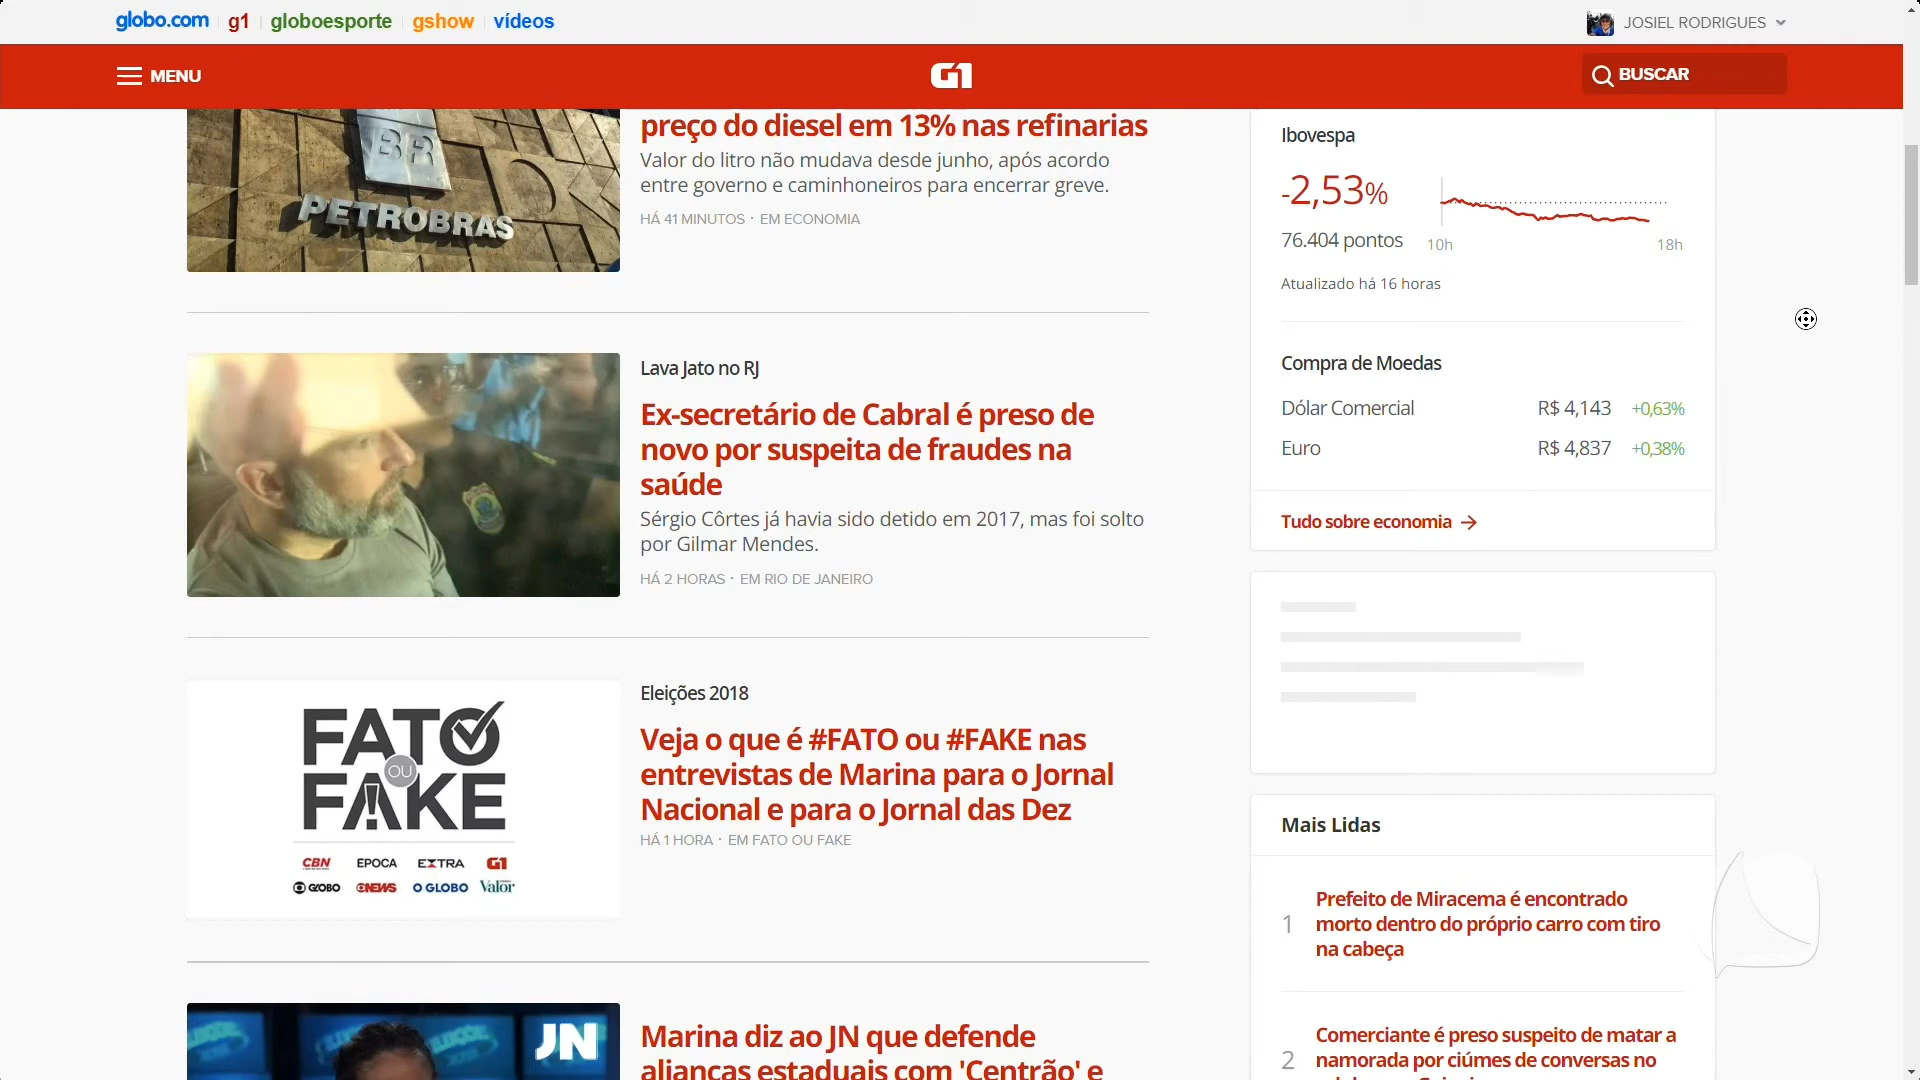 globo.com g1 globoesporte gshow vídeos
JOSIEL RODRIGUES
MENU
G1
BUSCAR
BR
PETROBRAS
preço do diesel em 13% nas refinarias
Valor do litro não mudava desde junho, após acordo
entre governo e caminhoneiros para encerrar greve.
HÁ 41 MINUTOS · EM ECONOMIA
Lava Jato no RJ
Ex-secretário de Cabral é preso de
novo por suspeita de fraudes na
saúde
Sérgio Côrtes já havia sido detido em 2017, mas foi solto
por Gilmar Mendes.
HÁ 2 HORAS · EM RIO DE JANEIRO
FATO
OU
FAKE
CBN EPOCA EXTRA G1
GLOBO GNEWS O GLOBO Valor
Eleições 2018
Veja o que é #FATO ou #FAKE nas
entrevistas de Marina para o Jornal
Nacional e para o Jornal das Dez
HÁ 1 HORA · EM FATO OU FAKE
JN
Marina diz ao JN que defende
alianças estaduais com 'Centrão' e
Ibovespa
-2,53%
76.404 pontos
10h 18h
Atualizado há 16 horas
Compra de Moedas
Dólar Comercial R$ 4,143 +0,63%
Euro R$ 4,837 +0,38%
Tudo sobre economia →
Mais Lidas
1 Prefeito de Miracema é encontrado
morto dentro do próprio carro com tiro
na cabeça
2 Comerciante é preso suspeito de matar a
namorada por ciúmes de conversas no